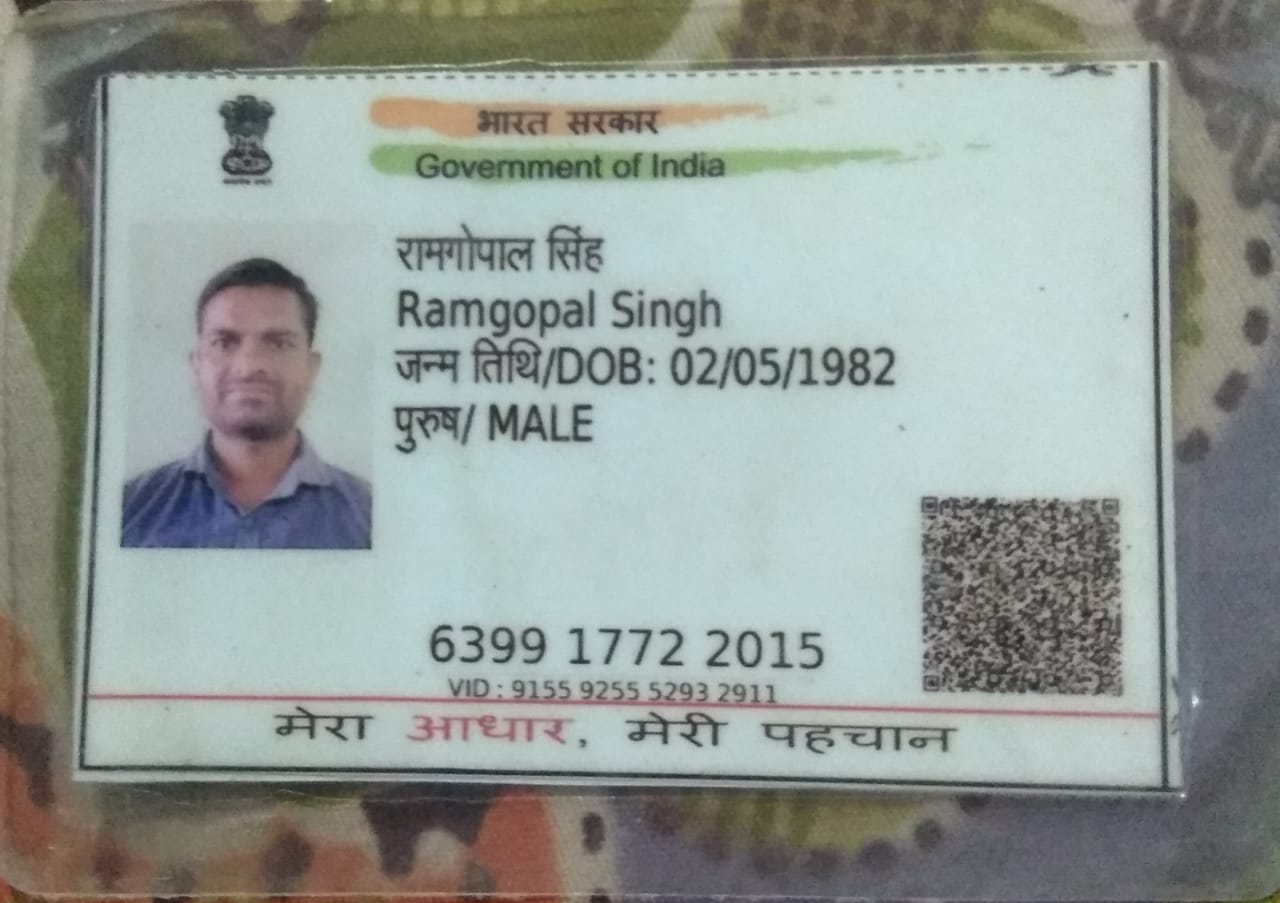 भारत सरकार
Government of India
रामगोपाल सिंह
Ramgopal Singh
जन्म तिथि/DOB: 02/05/1982
पुरुष/ MALE
6399 1772 2015
VID : 9155 9255 5293 2911
मेरा आधार, मेरी पहचान